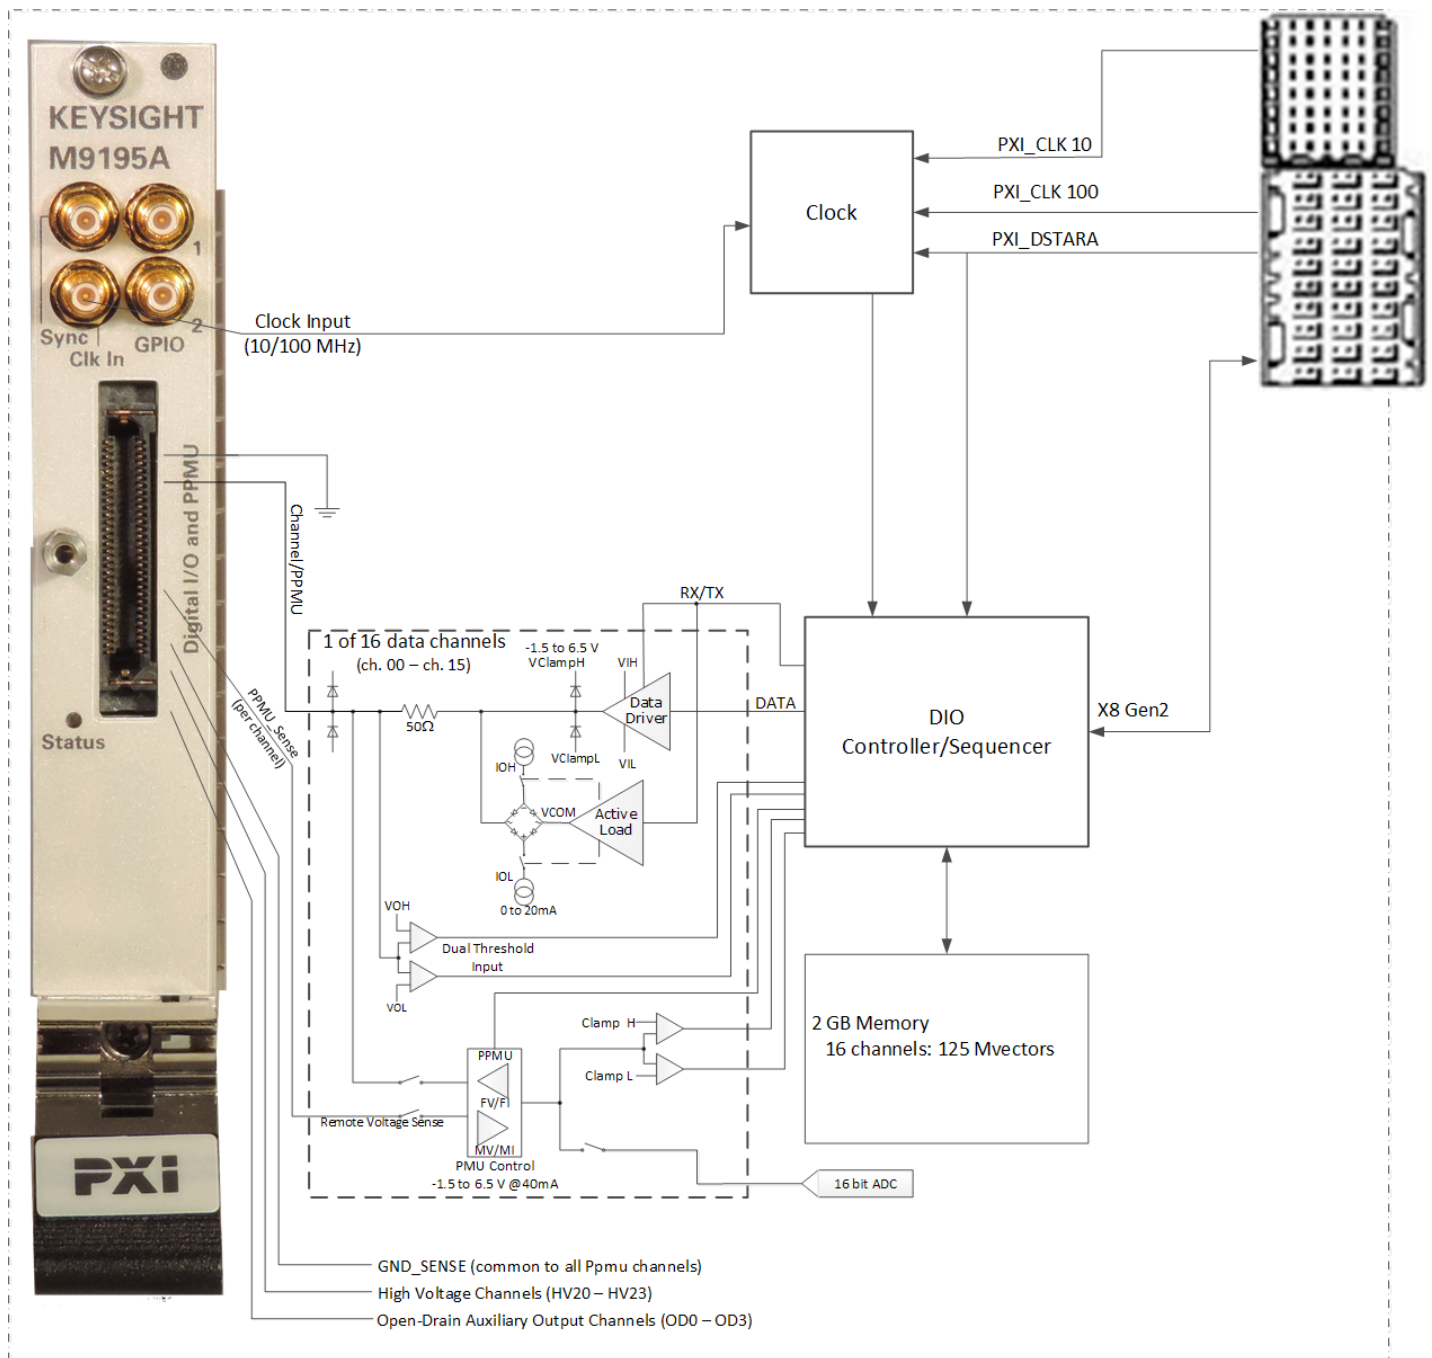 KEYSIGHT
M9195A
1
2
Sync
Clk In
GPIO
Digital I/O and PPMU
Status
PXI
PXI_CLK 10
PXI_CLK 100
PXI_DSTARA
Clock
Clock Input
(10/100 MHz)
Channel/PPMU
PPMU_Sense
(per channel)
RX/TX
1 of 16 data channels
(ch. 00 – ch. 15)
-1.5 to 6.5 V
VClampH
VIH
Data
Driver
DATA
50Ω
VClampL
VIL
IOH
VCOM
Active
Load
IOL
0 to 20mA
DIO
Controller/Sequencer
X8 Gen2
VOH
Dual Threshold
Input
VOL
2 GB Memory
16 channels: 125 Mvectors
Clamp H
Clamp L
PPMU
FV/FI
Remote Voltage Sense
MV/MI
PMU Control
-1.5 to 6.5 V @40mA
16 bit ADC
GND_SENSE (common to all Ppmu channels)
High Voltage Channels (HV20 – HV23)
Open-Drain Auxiliary Output Channels (OD0 – OD3)